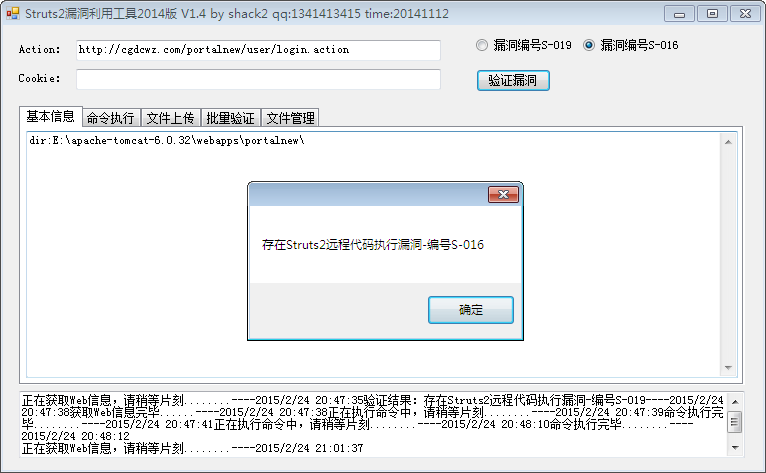 Struts2漏洞利用工具2014版 V1.4 by shack2 qq:1341413415 time:20141112
Action: http://cgdcwz.com/portalnew/user/login.action 漏洞编号S-019 漏洞编号S-016
Cookie: 验证漏洞
基本信息 命令执行 文件上传 批量验证 文件管理
dir:E:\apache-tomcat-6.0.32\webapps\portalnew\
存在Struts2远程代码执行漏洞-编号S-016
确定
正在获取Web信息，请稍等片刻........----2015/2/24 20:47:35验证结果：存在Struts2远程代码执行漏洞-编号S-019----2015/2/24
20:47:38获取Web信息完毕......----2015/2/24 20:47:38正在执行命令中，请稍等片刻........----2015/2/24 20:47:39命令执行完
毕........----2015/2/24 20:47:41正在执行命令中，请稍等片刻........----2015/2/24 20:48:10命令执行完毕........----
2015/2/24 20:48:12
正在获取Web信息，请稍等片刻........----2015/2/24 21:01:37